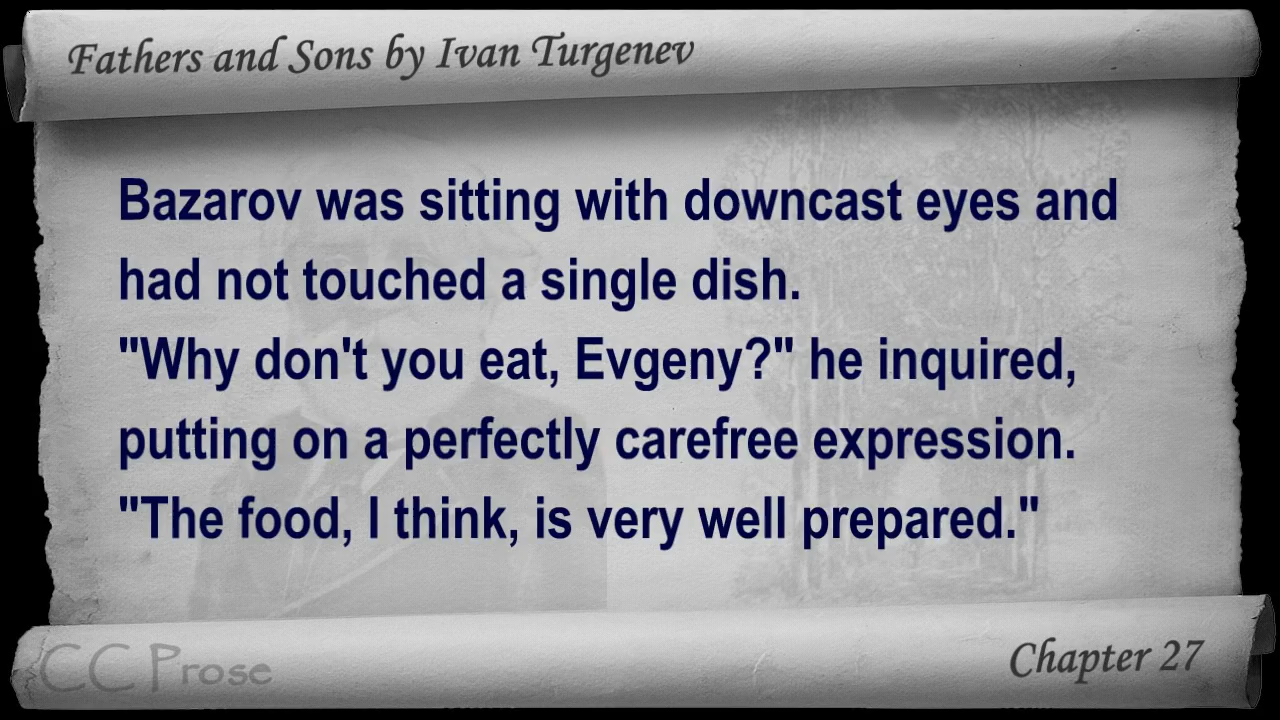 Fathers and Sons by Ivan Turgenev
Bazarov was sitting with downcast eyes and
had not touched a single dish.
"Why don't you eat, Evgeny?" he inquired,
putting on a perfectly carefree expression.
"The food, I think, is very well prepared."
CC Prose
Chapter 27